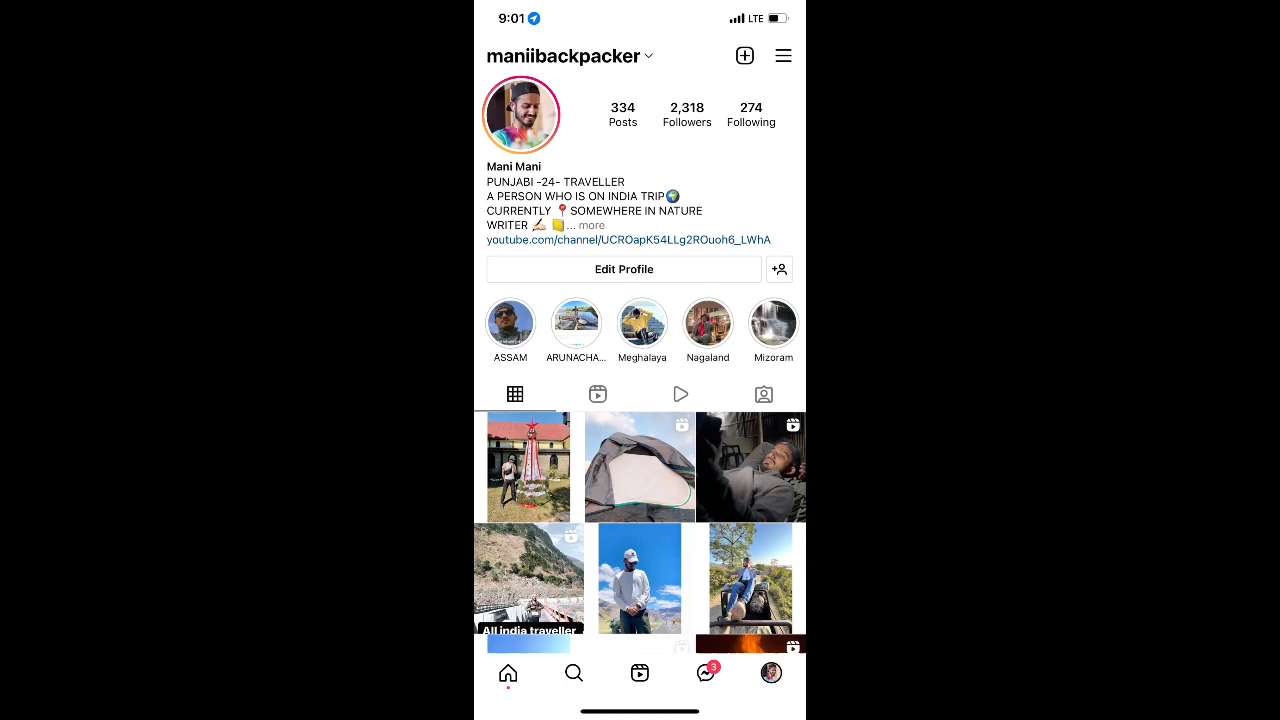 9:01
LTE
maniibackpacker
334 2,318 274
Posts Followers Following
Mani Mani
PUNJABI -24- TRAVELLER
A PERSON WHO IS ON INDIA TRIP🌍
CURRENTLY 📍SOMEWHERE IN NATURE
WRITER ✍🏻 📒... more
youtube.com/channel/UCROapK54LLg2ROuoh6_LWhA
Edit Profile
ASSAM ARUNACHA... Meghalaya Nagaland Mizoram
All india traveller
3